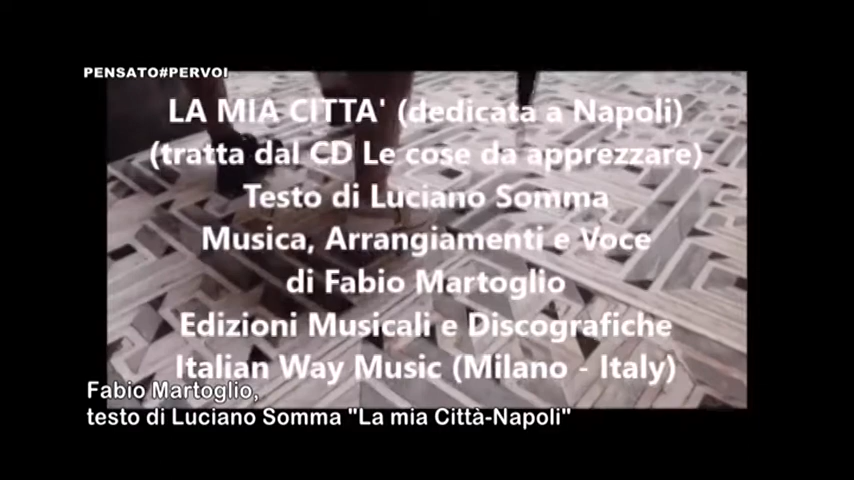 PENSATO#PERVOI
LA MIA CITTA' (dedicata a Napoli)
(tratta dal CD Le cose da apprezzare)
Testo di Luciano Somma
Musica, Arrangiamenti e Voce
di Fabio Martoglio
Edizioni Musicali e Discografiche
Italian Way Music (Milano - Italy)
Fabio Martoglio,
testo di Luciano Somma "La mia Città-Napoli"